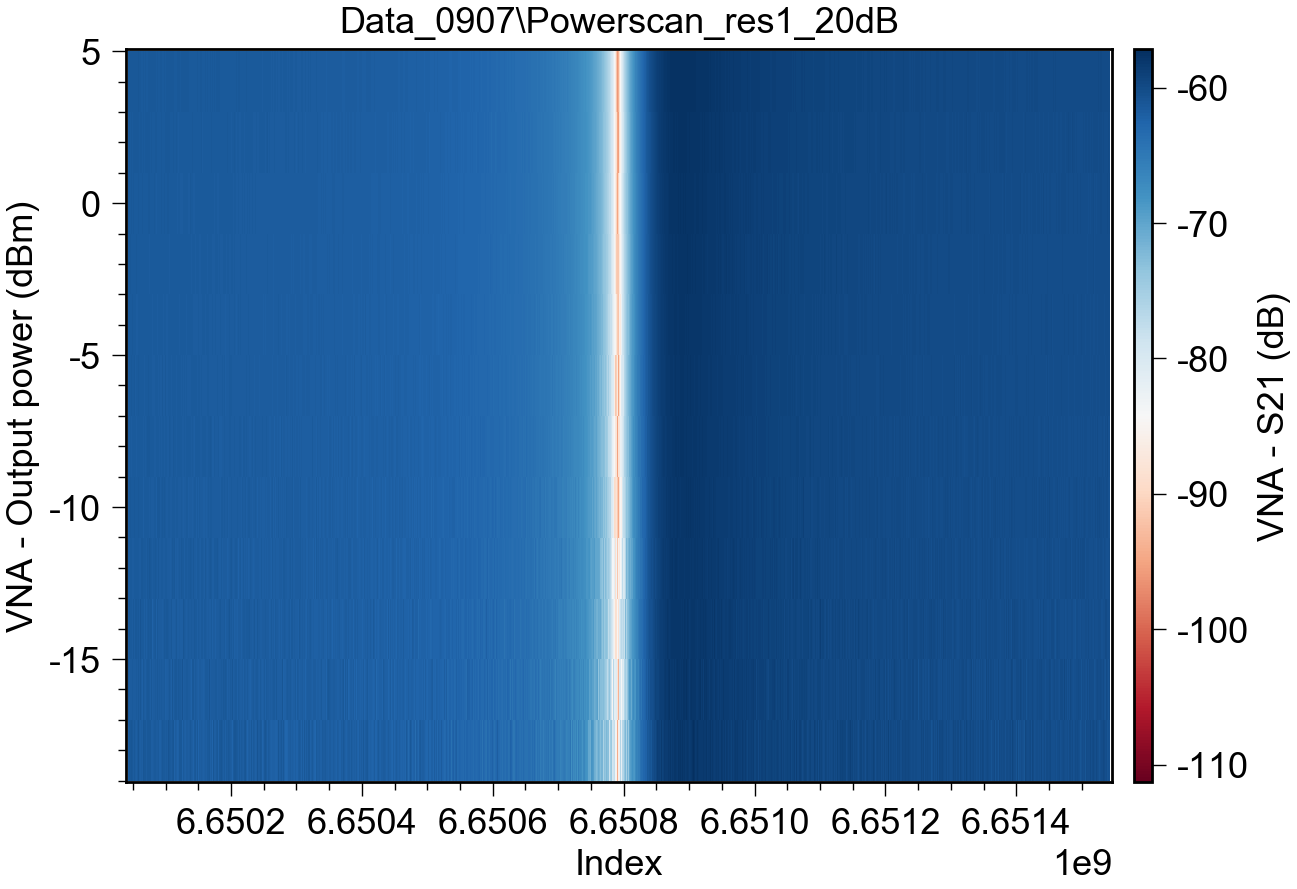 Data_0907\Powerscan_res1_20dB
5
0
-5
-10
-15
VNA - Output power (dBm)
6.6502 6.6504 6.6506 6.6508 6.6510 6.6512 6.6514
Index
1e9
-60
-70
-80
-90
-100
-110
VNA - S21 (dB)